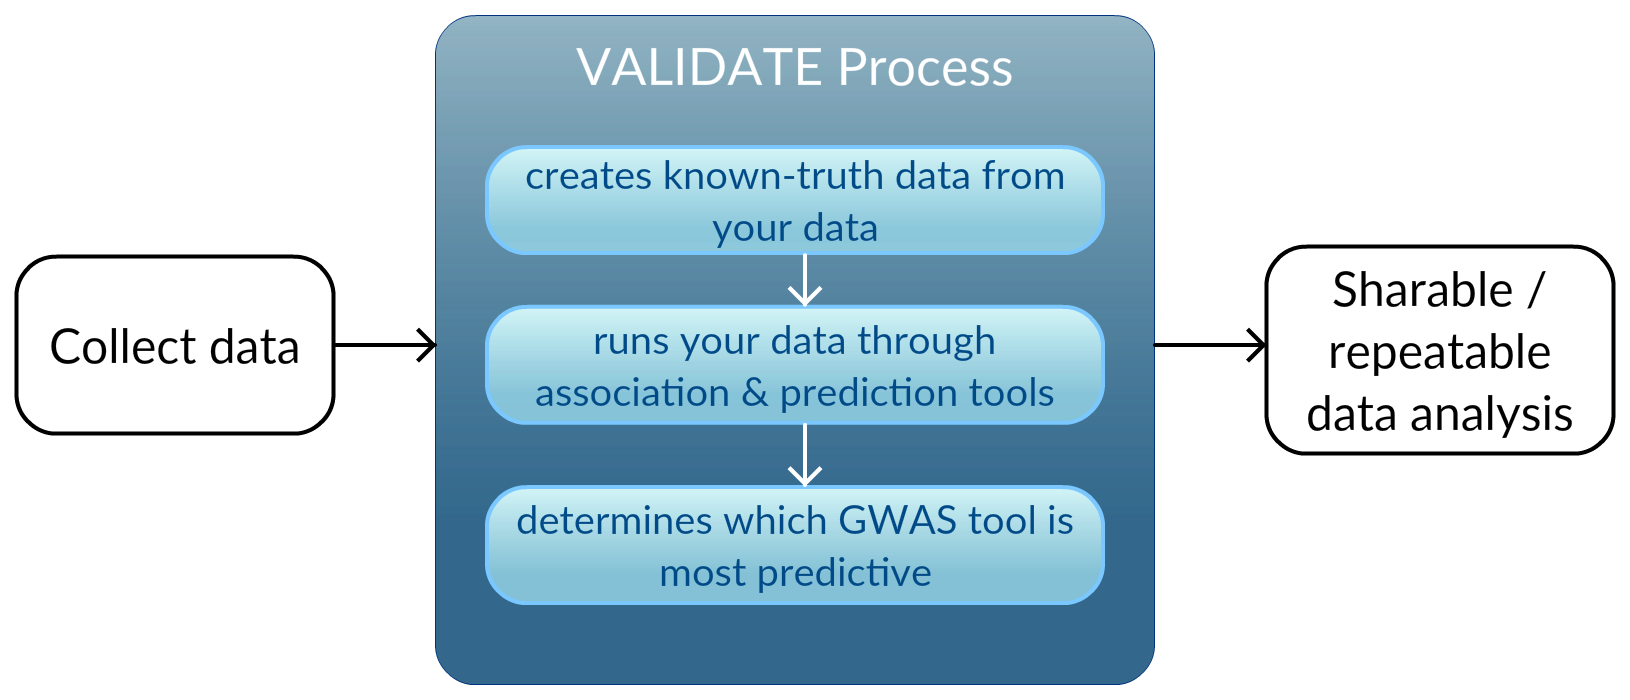 VALIDATE Process
creates known-truth data from
your data
runs your data through
association & prediction tools
determines which GWAS tool is
most predictive
Collect data
Sharable /
repeatable
data analysis